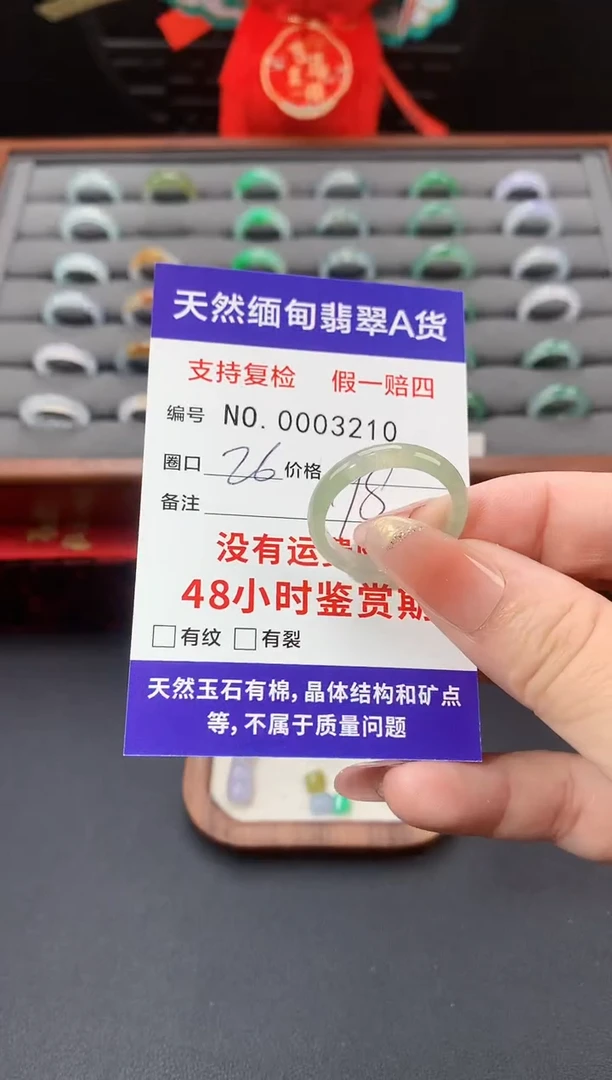 天然缅甸翡翠A货
支持复检 假一赔四
编号 NO.0003210
圈口 26 价格
备注 18
没有运费
48小时鉴赏期
有纹 有裂
天然玉石有棉,晶体结构和矿点
等,不属于质量问题